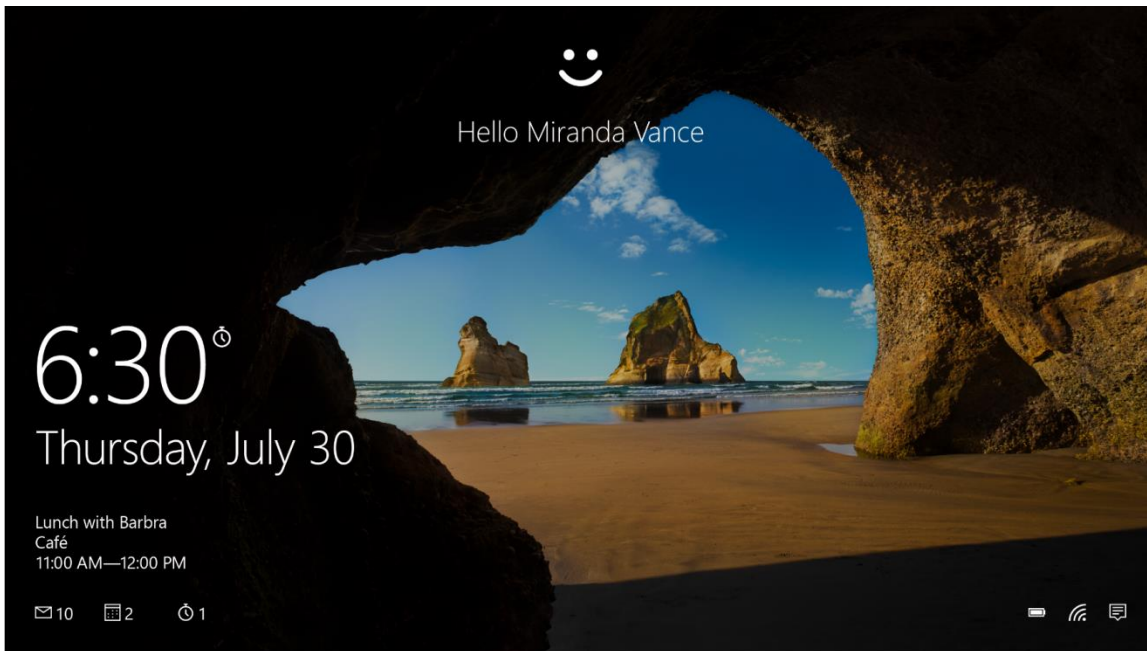 Hello Miranda Vance
6:30
Thursday, July 30
Lunch with Barbra
Café
11:00 AM—12:00 PM
10 2 1